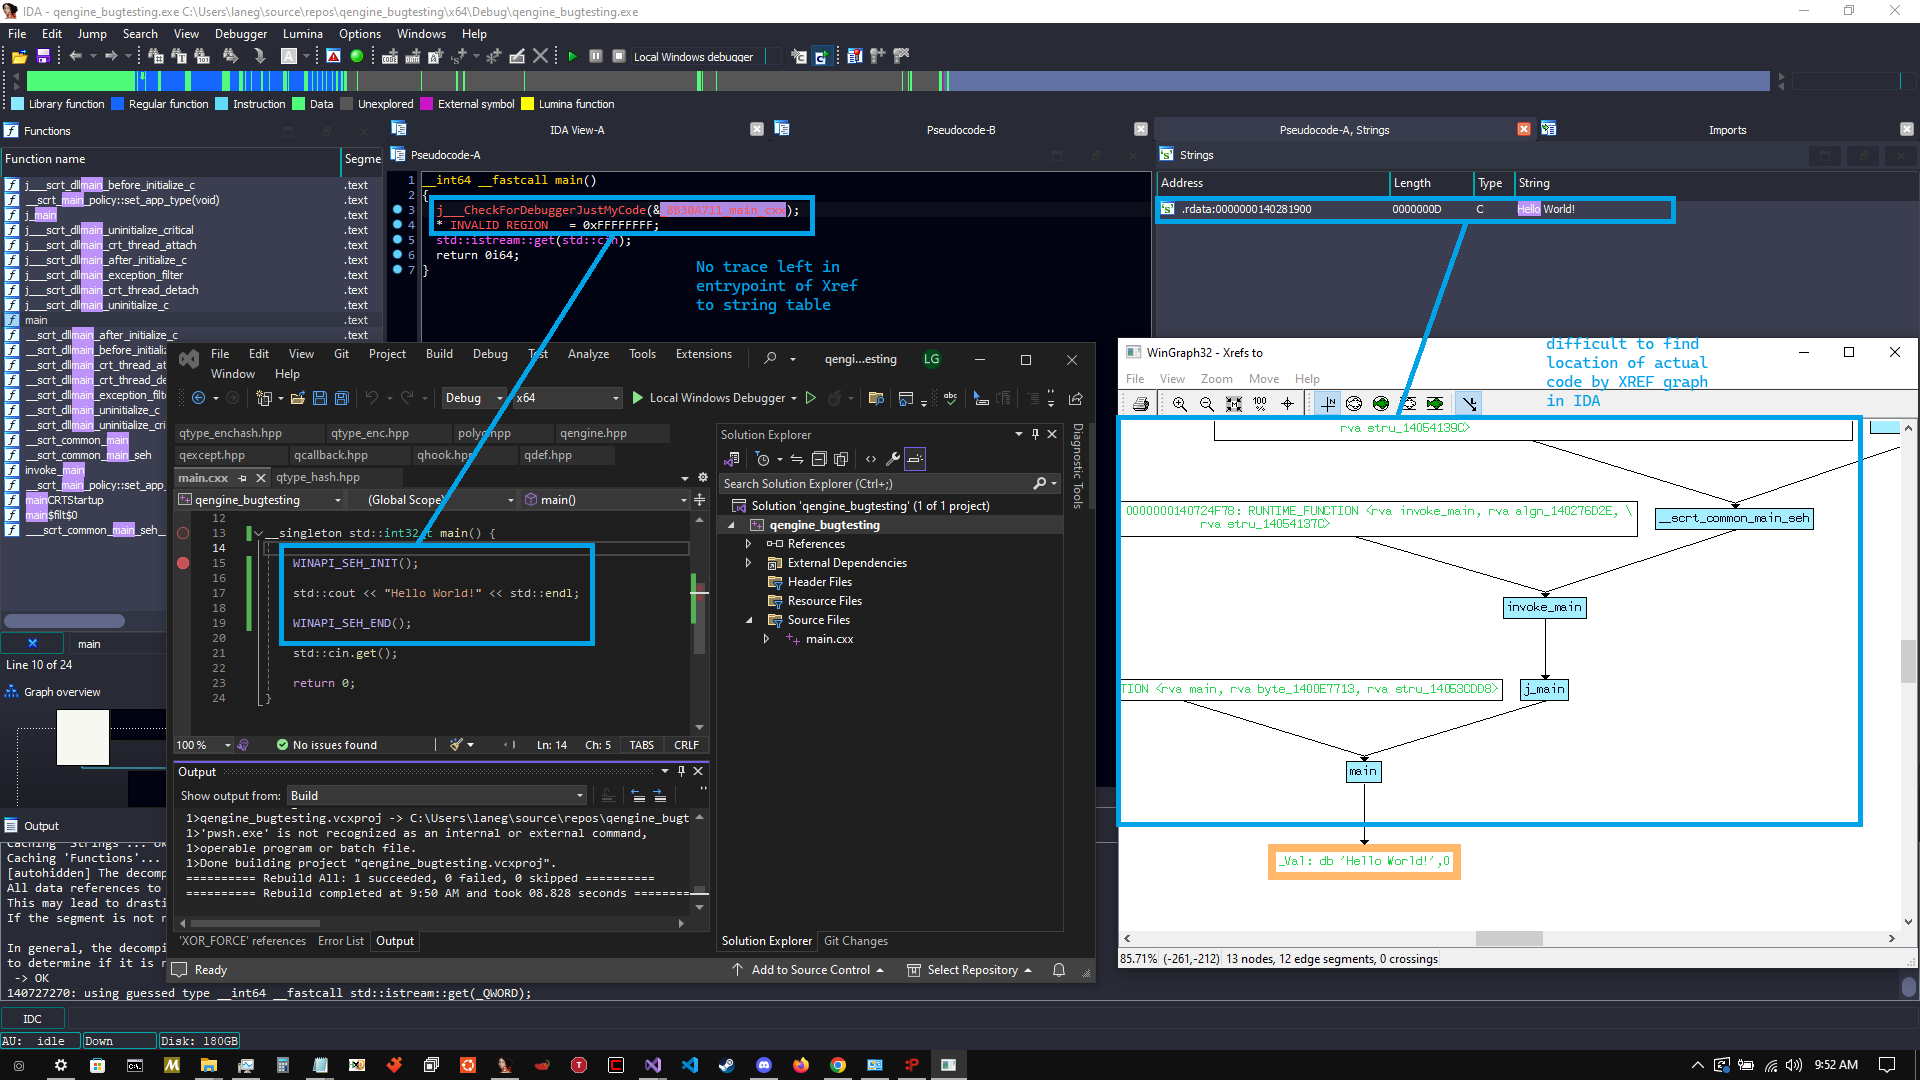 IDA - qengine_bugtesting.exe C:\Users\laneg\source\repos\qengine_bugtesting\x64\Debug\qengine_bugtesting.exe
File Edit Jump Search View Debugger Lumina Options Windows Help
Local Windows debugger
Library function Regular function Instruction Data Unexplored External symbol Lumina function
Functions
Function name Segme
j___scrt_dllmain_before_initialize_c .text
__scrt_main_policy::set_app_type(void) .text
j_main .text
j___scrt_dllmain_uninitialize_critical .text
j___scrt_dllmain_crt_thread_attach .text
j___scrt_dllmain_after_initialize_c .text
j___scrt_dllmain_exception_filter .text
j___scrt_dllmain_crt_thread_detach .text
j___scrt_dllmain_uninitialize_c .text
main .text
__scrt_dllmain_after_initialize_c .text
__scrt_dllmain_before_initializ
__scrt_dllmain_crt_thread_att
__scrt_dllmain_crt_thread_de
__scrt_dllmain_exception_filt
__scrt_dllmain_uninitialize_c
__scrt_dllmain_uninitialize_cri
__scrt_common_main
__scrt_common_main_seh
invoke_main
__scrt_main_policy::set_app_
mainCRTStartup
main$filt$0
___scrt_common_main_seh_
main
Line 10 of 24
Graph overview
Output
Caching 'Functions'...
[autohidden] The decomp
All data references to
This may lead to drasti
If the segment is not r
In general, the decompi
to determine if it is r
-> OK
140727270: using guessed type __int64 __fastcall std::istream::get(_QWORD);
IDC
AU: idle Down Disk: 180GB
IDA View-A Pseudocode-B Pseudocode-A, Strings Imports
Pseudocode-A
1 __int64 __fastcall main()
2 {
3 j___CheckForDebuggerJustMyCode(&_BB30A711_main_cxx);
4 * INVALID_REGION = 0xFFFFFFFF;
5 std::istream::get(std::cin);
6 return 0i64;
7 }
No trace left in
entrypoint of Xref
to string table
Strings
Address Length Type String
.rdata:0000000140281900 0000000D C Hello World!
File Edit View Git Project Build Debug Test Analyze Tools Extensions
Window Help
qengi...esting LG
Debug x64 Local Windows Debugger
qtype_enchash.hpp qtype_enc.hpp polyc.hpp qengine.hpp
qexcept.hpp qcallback.hpp qhook.hpp qdef.hpp
main.cxx qtype_hash.hpp
qengine_bugtesting (Global Scope) main()
12
13 __singleton std::int32_t main() {
14
15 WINAPI_SEH_INIT();
16
17 std::cout << "Hello World!" << std::endl;
18
19 WINAPI_SEH_END();
20
21 std::cin.get();
22
23 return 0;
24 }
100 % No issues found Ln: 14 Ch: 5 TABS CRLF
Output
Show output from: Build
1>qengine_bugtesting.vcxproj -> C:\Users\laneg\source\repos\qengine_bugt
1>'pwsh.exe' is not recognized as an internal or external command,
1>operable program or batch file.
1>Done building project "qengine_bugtesting.vcxproj".
========== Rebuild All: 1 succeeded, 0 failed, 0 skipped ==========
========== Rebuild completed at 9:50 AM and took 08.828 seconds =========
'XOR_FORCE' references Error List Output
Ready Add to Source Control Select Repository
Solution Explorer
Search Solution Explorer (Ctrl+;)
Solution 'qengine_bugtesting' (1 of 1 project)
qengine_bugtesting
References
External Dependencies
Header Files
Resource Files
Source Files
main.cxx
Solution Explorer Git Changes
Diagnostic Tools
WinGraph32 - Xrefs to
File View Zoom Move Help
difficult to find
location of actual
code by XREF graph
in IDA
rva stru_14054139C>
0000000140724F78: RUNTIME_FUNCTION <rva invoke_main, rva algn_140276D2E, \
rva stru_14054137C>
__scrt_common_main_seh
invoke_main
TION <rva main, rva byte_1400E7713, rva stru_14053CDD8>
j_main
main
_Val: db 'Hello World!',0
85.71% (-261,-212) 13 nodes, 12 edge segments, 0 crossings
9:52 AM